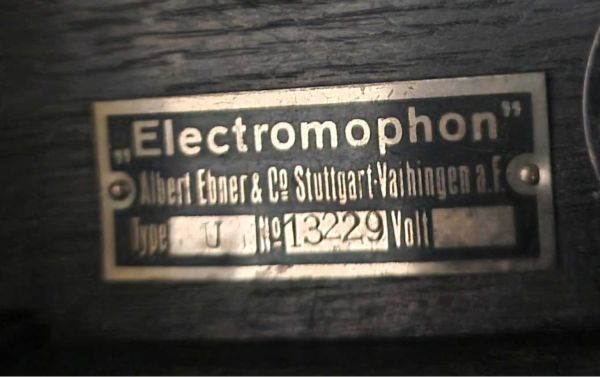 „Electromophon”
Albert Ebner & Co Stuttgart-Vaihingen a.F.
Type U No 13229 Volt